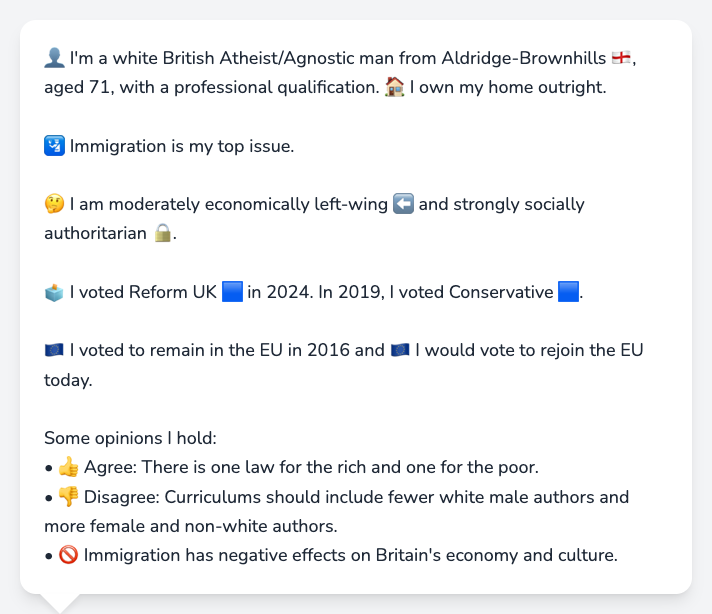 👤 I'm a white British Atheist/Agnostic man from Aldridge-Brownhills 🏴󠁧󠁢󠁥󠁮󠁧󠁿,
aged 71, with a professional qualification. 🏠 I own my home outright.
🛂 Immigration is my top issue.
🤔 I am moderately economically left-wing ⬅️ and strongly socially
authoritarian 🔒.
🗳️ I voted Reform UK 🟦 in 2024. In 2019, I voted Conservative 🟦.
🇪🇺 I voted to remain in the EU in 2016 and 🇪🇺 I would vote to rejoin the EU
today.
Some opinions I hold:
• 👍 Agree: There is one law for the rich and one for the poor.
• 👎 Disagree: Curriculums should include fewer white male authors and
more female and non-white authors.
• 🚫 Immigration has negative effects on Britain's economy and culture.